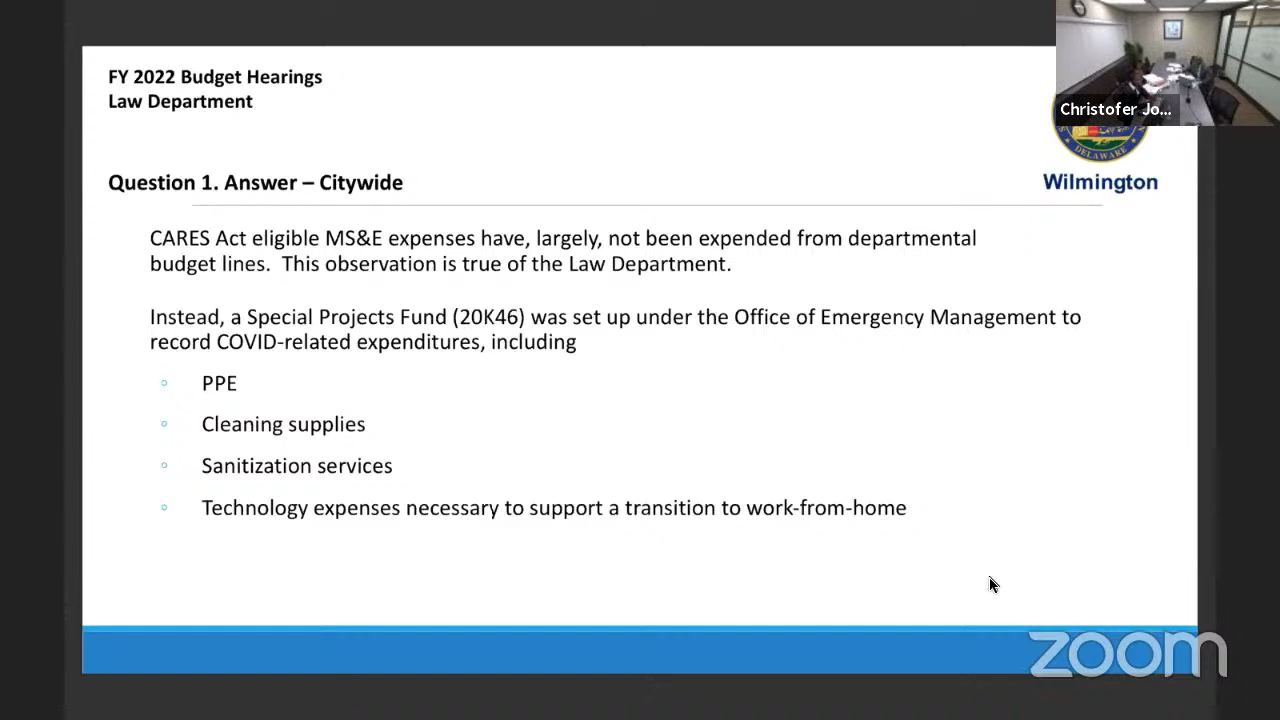 FY 2022 Budget Hearings
Law Department
Christofer Jo...
DELAWARE
Wilmington
Question 1. Answer – Citywide
CARES Act eligible MS&E expenses have, largely, not been expended from departmental
budget lines.  This observation is true of the Law Department.
Instead, a Special Projects Fund (20K46) was set up under the Office of Emergency Management to
record COVID-related expenditures, including
PPE
Cleaning supplies
Sanitization services
Technology expenses necessary to support a transition to work-from-home
zoom